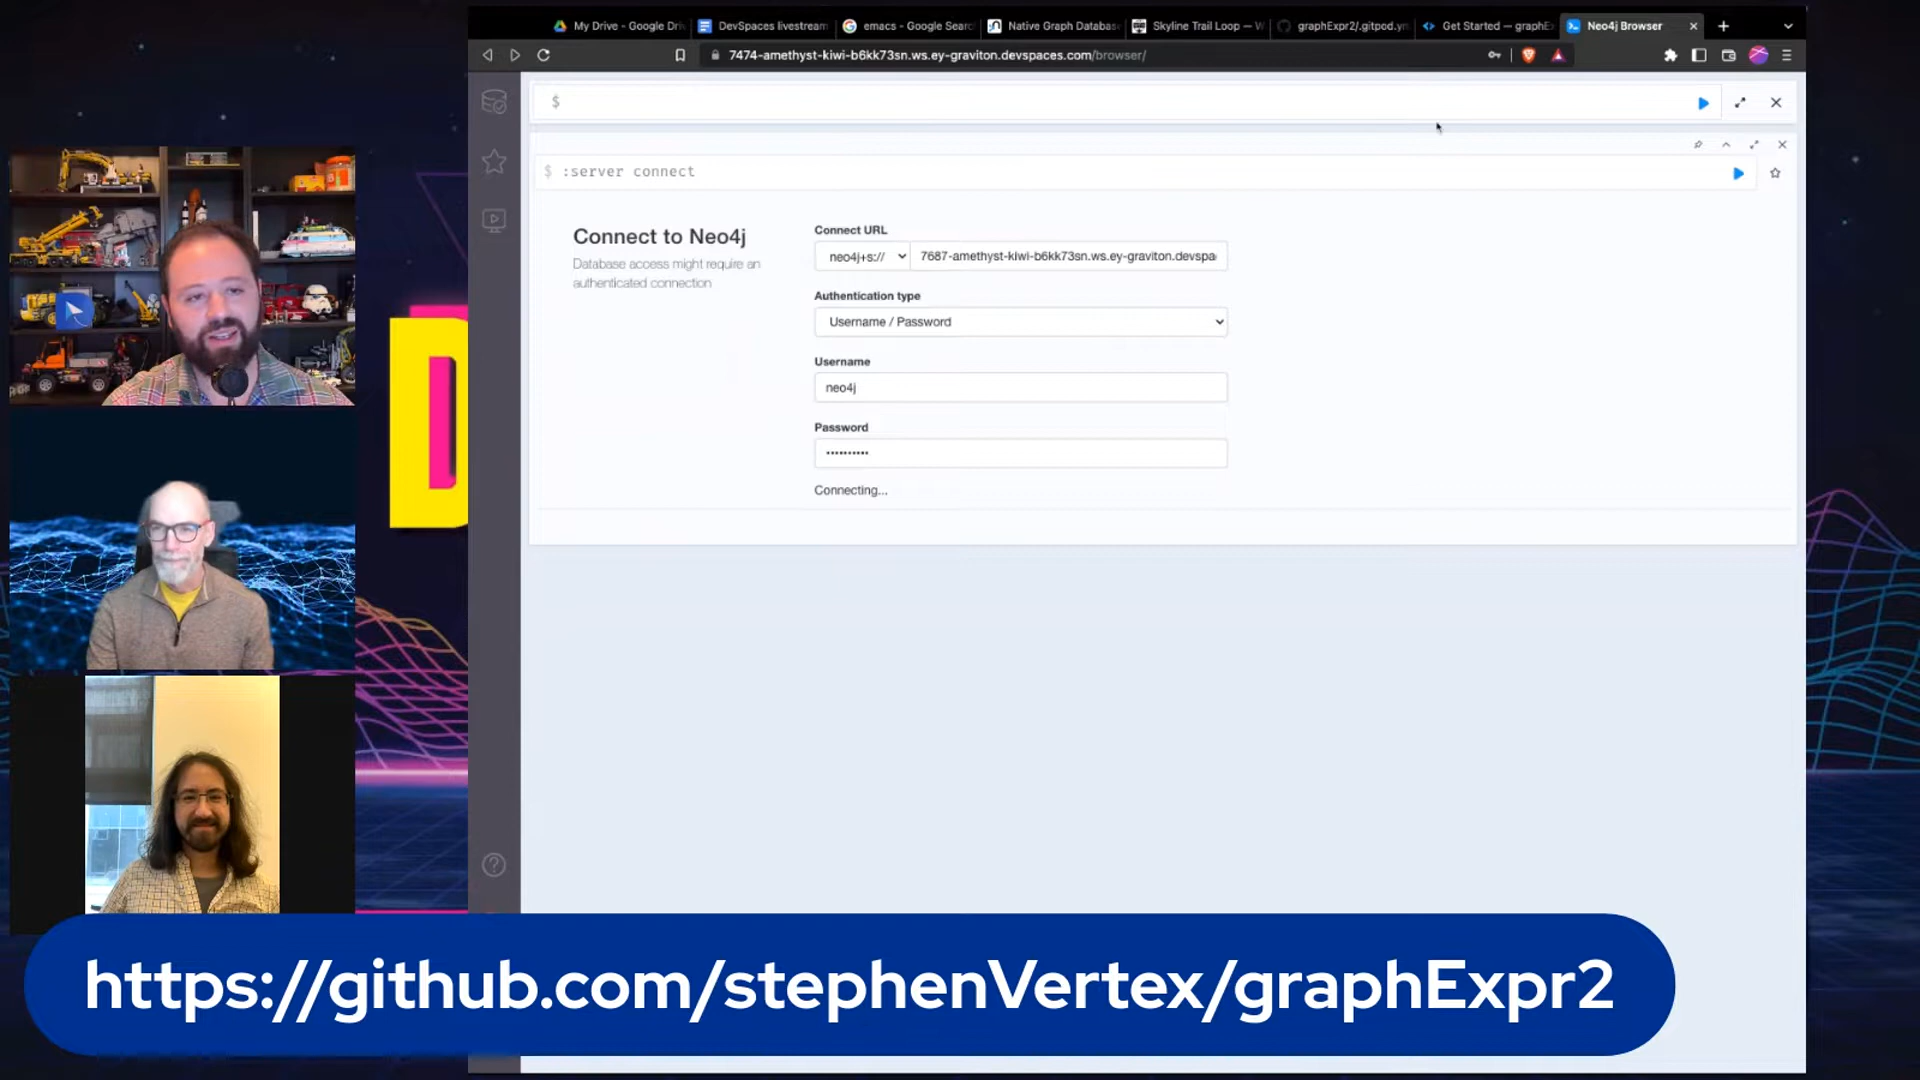 My Drive - Google Dri
DevSpaces livestream
emacs - Google Searc
Native Graph Databas
Skyline Trail Loop — W
graphExpr2/.gitpod.ym
Get Started — graphE
Neo4j Browser
7474-amethyst-kiwi-b6kk73sn.ws.ey-graviton.devspaces.com/browser/
$
$ :server connect
Connect to Neo4j
Database access might require an
authenticated connection
Connect URL
neo4j+s://
7687-amethyst-kiwi-b6kk73sn.ws.ey-graviton.devspa
Authentication type
Username / Password
Username
neo4j
Password
••••••••••
Connecting...
D
https://github.com/stephenVertex/graphExpr2